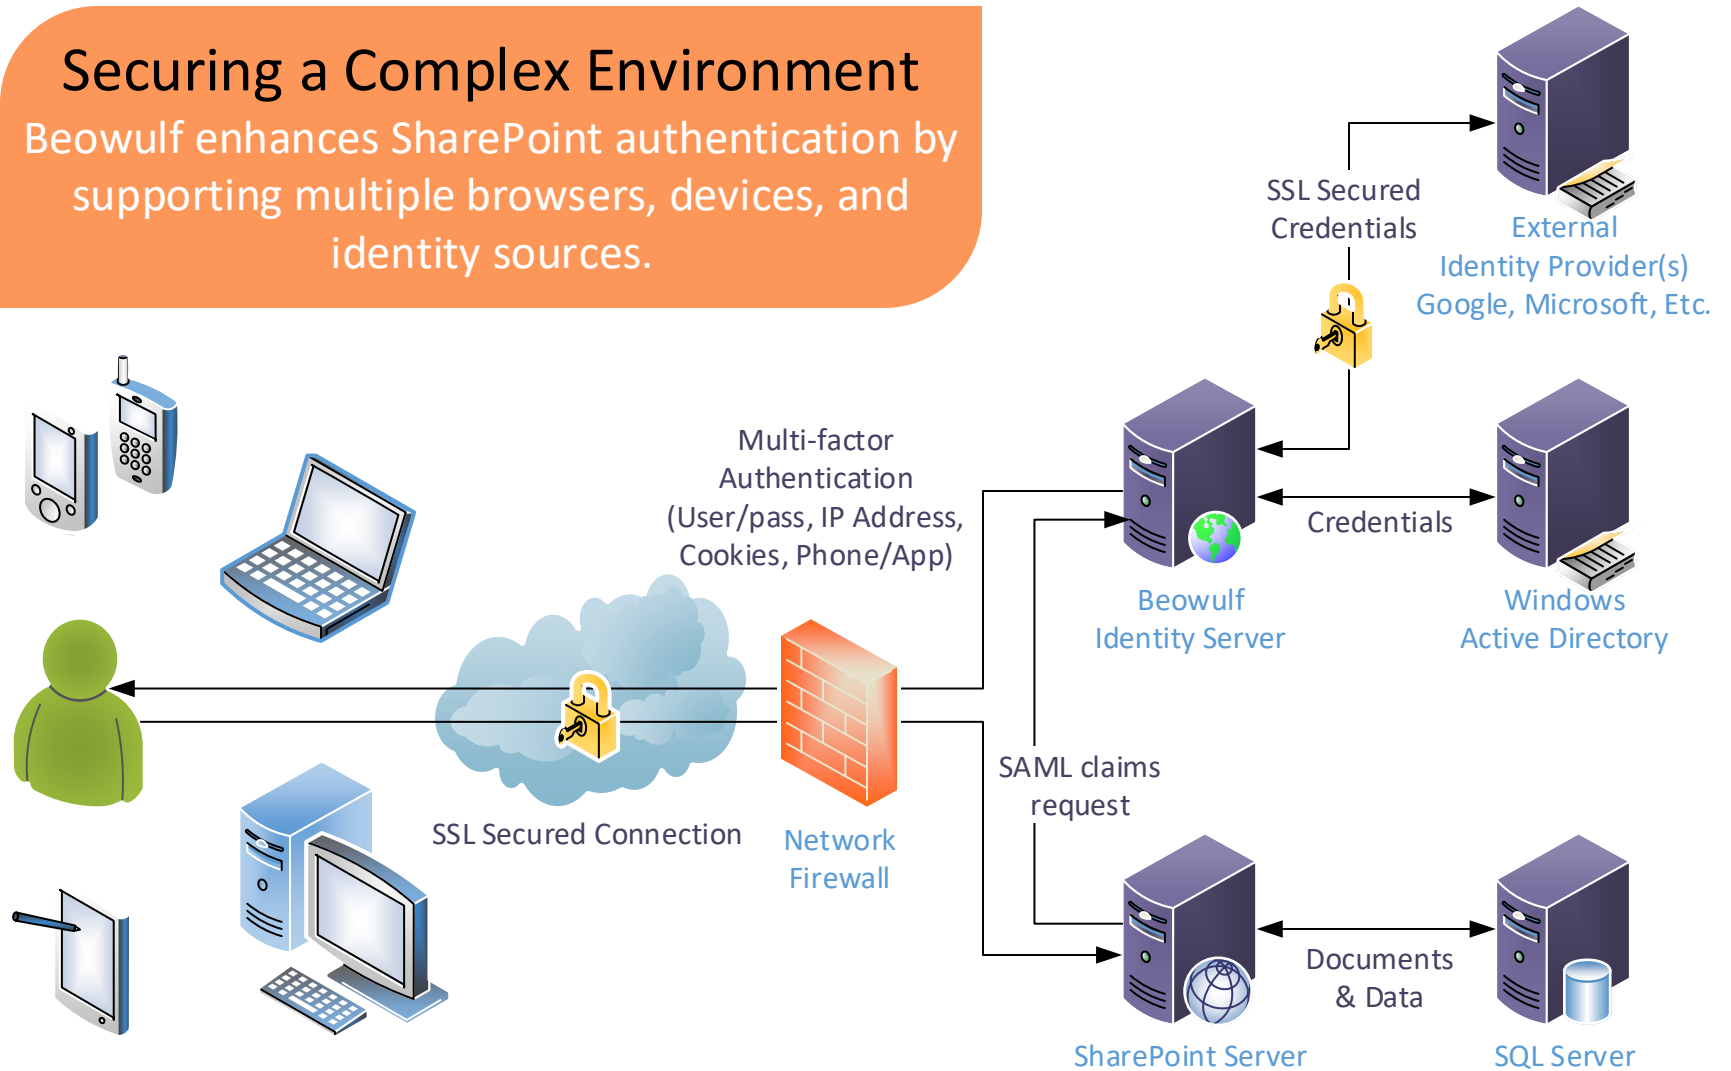 Securing a Complex Environment
Beowulf enhances SharePoint authentication by
supporting multiple browsers, devices, and
identity sources.
SSL Secured
Credentials
External
Identity Provider(s)
Google, Microsoft, Etc.
Multi-factor
Authentication
(User/pass, IP Address,
Cookies, Phone/App)
Credentials
Beowulf
Identity Server
Windows
Active Directory
SSL Secured Connection
Network
Firewall
SAML claims
request
Documents
& Data
SharePoint Server
SQL Server